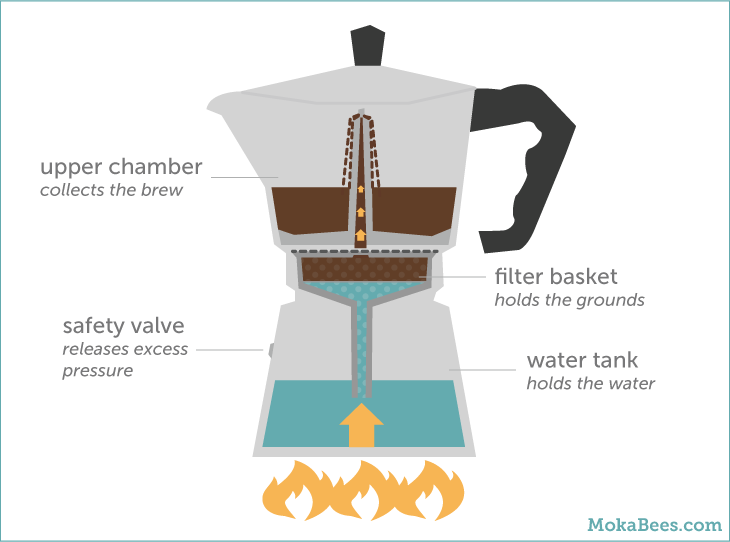 upper chamber
collects the brew
filter basket
holds the grounds
safety valve
releases excess
pressure
water tank
holds the water
MokaBees.com